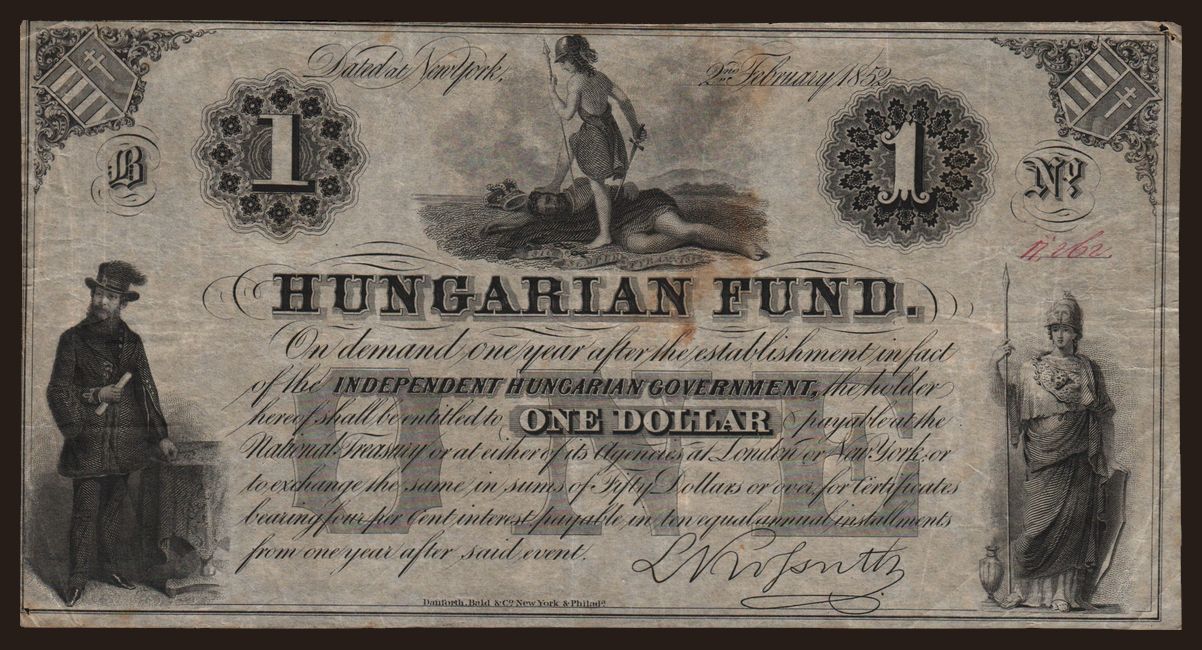 Dated at New York, 2nd February 1852
1 1
B No
HUNGARIAN FUND.
On demand one year after the establishment in fact
of the INDEPENDENT HUNGARIAN GOVERNMENT, the holder
hereof shall be entitled to ONE DOLLAR payable at the
National Treasury or at either of its Agencies at London or New York; or
to exchange the same in sums of Fifty Dollars or over, for Certificates
bearing four per Cent interest payable in ten equal annual installments
from one year after said event.
ONE
L Kossuth
Danforth, Bald & Co. New York & Philada.